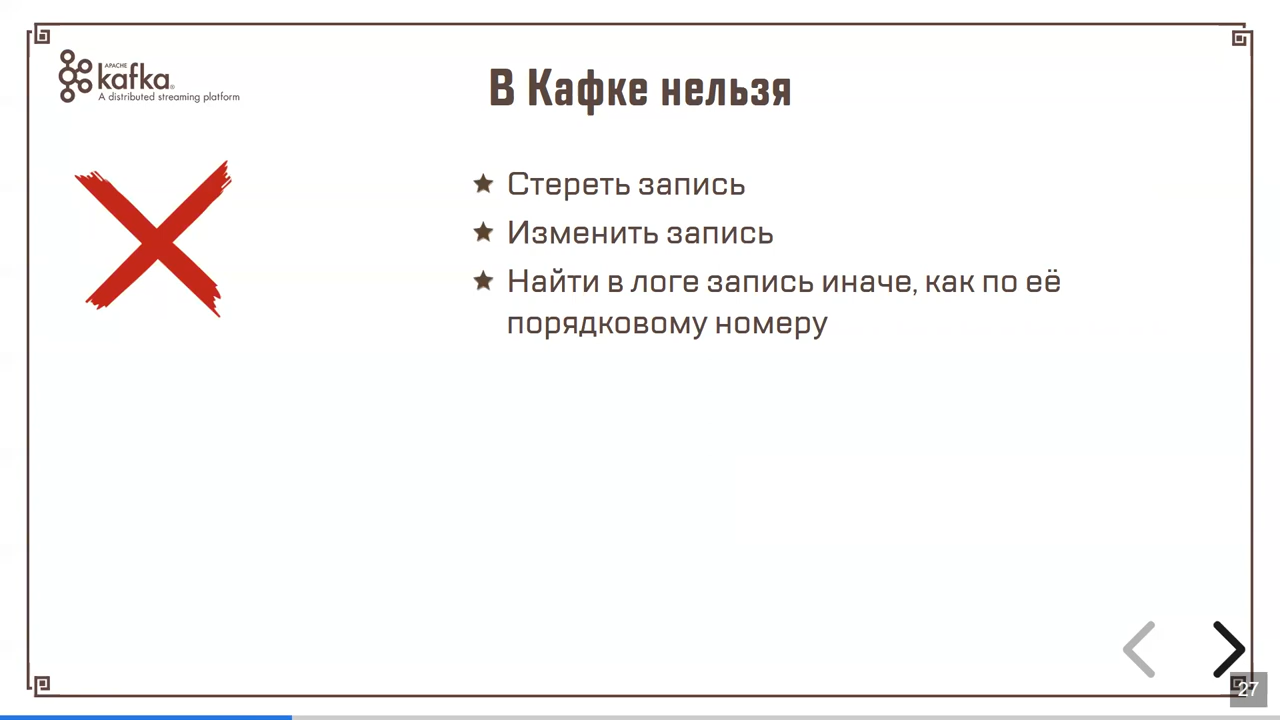 APACHE
kafka®
A distributed streaming platform
В Кафке нельзя
Стереть запись
Изменить запись
Найти в логе запись иначе, как по её
порядковому номеру
27